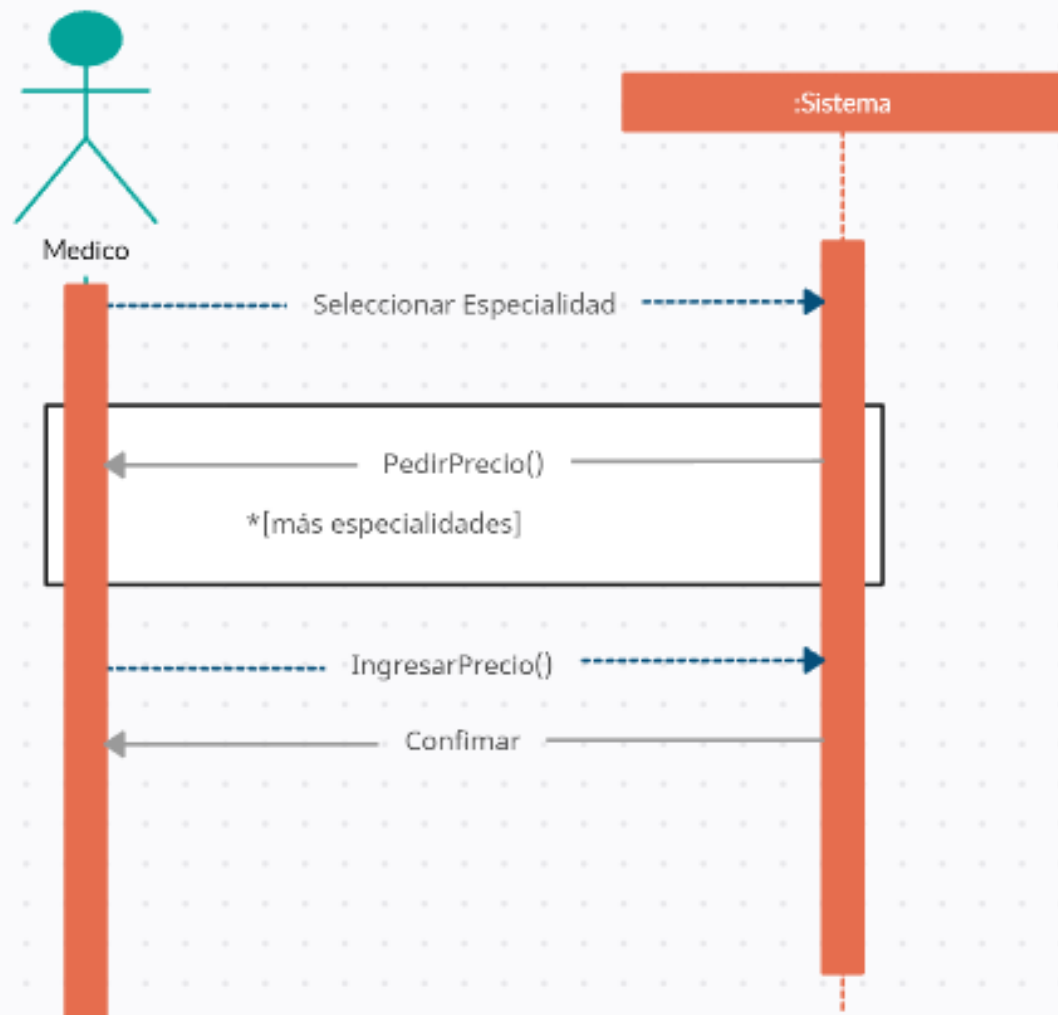 :Sistema
Medico
Seleccionar Especialidad
PedirPrecio()
*[más especialidades]
IngresarPrecio()
Confimar